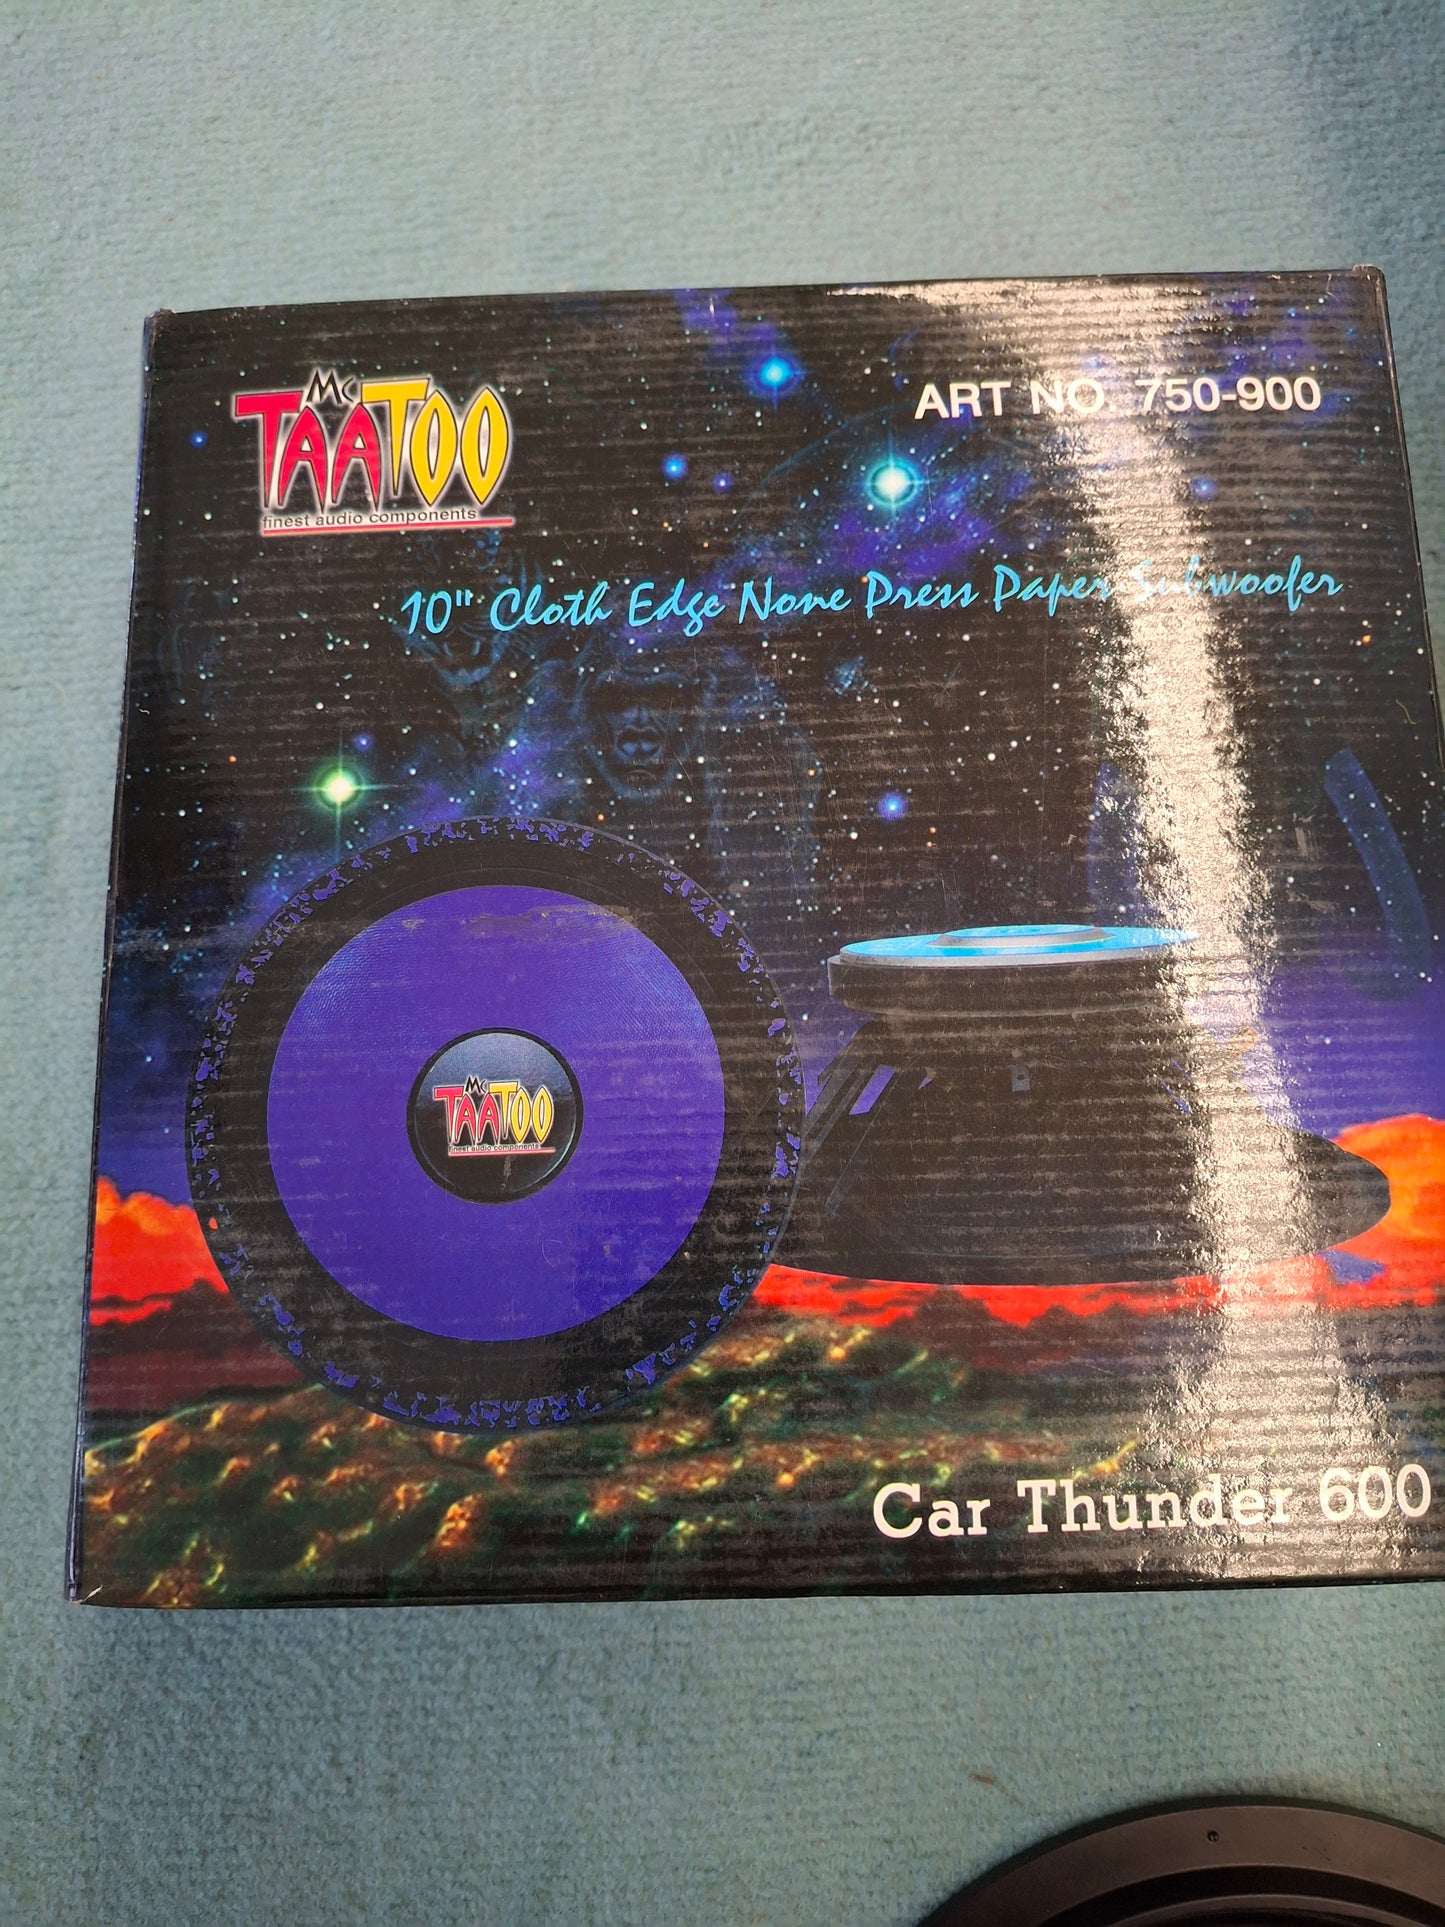 Mc
TAATOO
finest audio components
ART NO. 750-900
10" Cloth Edge None Press Paper Subwoofer
Mc
TAATOO
finest audio components
Car Thunder 600